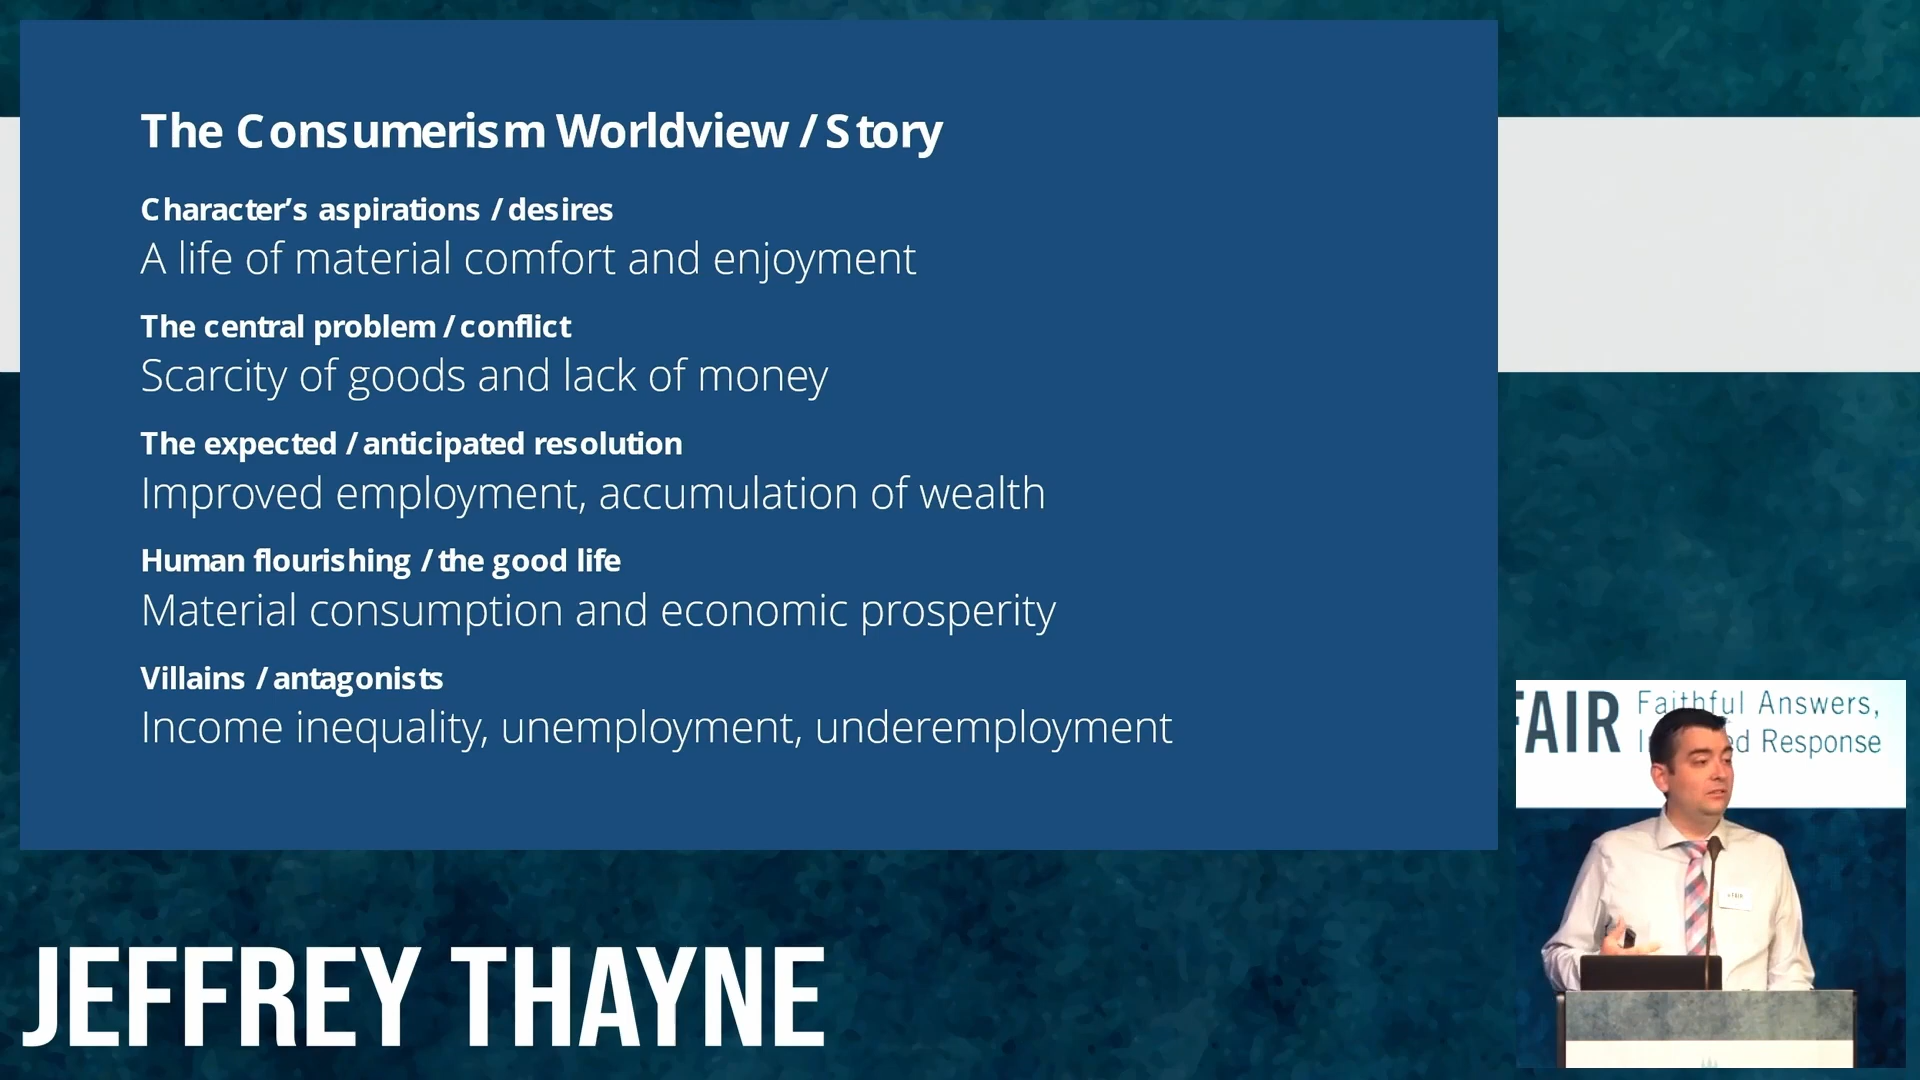 The Consumerism Worldview / Story
Character's aspirations / desires
A life of material comfort and enjoyment
The central problem / conflict
Scarcity of goods and lack of money
The expected / anticipated resolution
Improved employment, accumulation of wealth
Human flourishing / the good life
Material consumption and economic prosperity
Villains / antagonists
Income inequality, unemployment, underemployment
FAIR
Faithful Answers,
Response
JEFFREY THAYNE